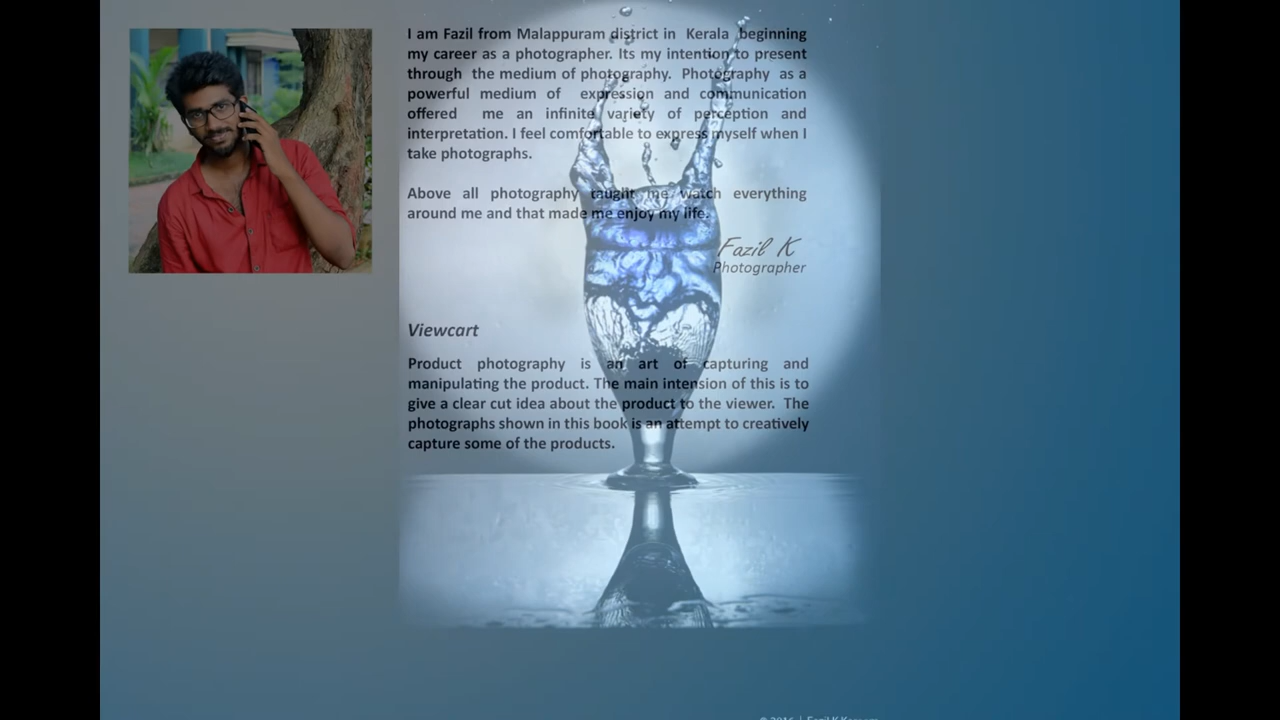 I am Fazil from Malappuram district in Kerala beginning
my career as a photographer. Its my intention to present
through the medium of photography. Photography as a
powerful medium of expression and communication
offered me an infinite variety of perception and
interpretation. I feel comfortable to express myself when I
take photographs.
Above all photography taught me watch everything
around me and that made me enjoy my life.
Fazil K
Photographer
Viewcart
Product photography is an art of capturing and
manipulating the product. The main intension of this is to
give a clear cut idea about the product to the viewer. The
photographs shown in this book is an attempt to creatively
capture some of the products.